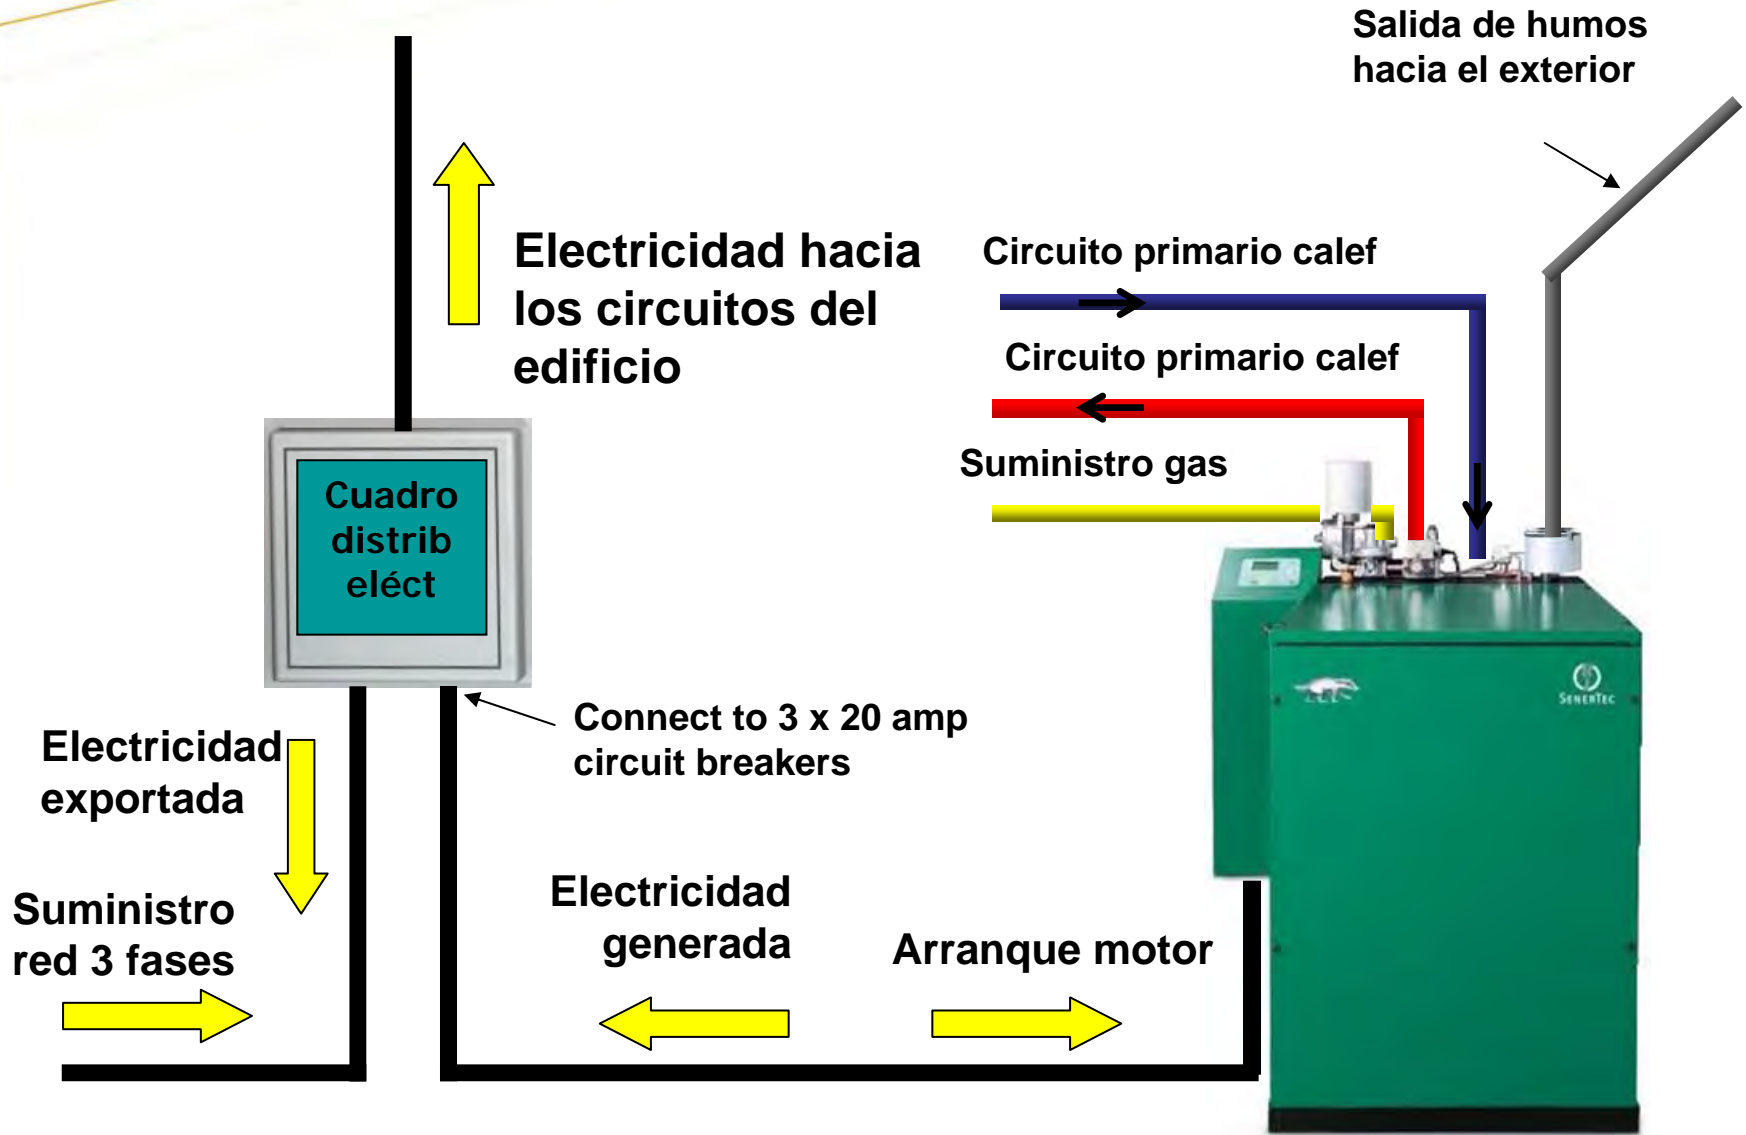 Salida de humos
hacia el exterior
Electricidad hacia
los circuitos del
edificio
Circuito primario calef
Circuito primario calef
Suministro gas
Cuadro
distrib
eléct
SENERTEC
Connect to 3 x 20 amp
circuit breakers
Electricidad
exportada
Suministro
red 3 fases
Electricidad
generada
Arranque motor